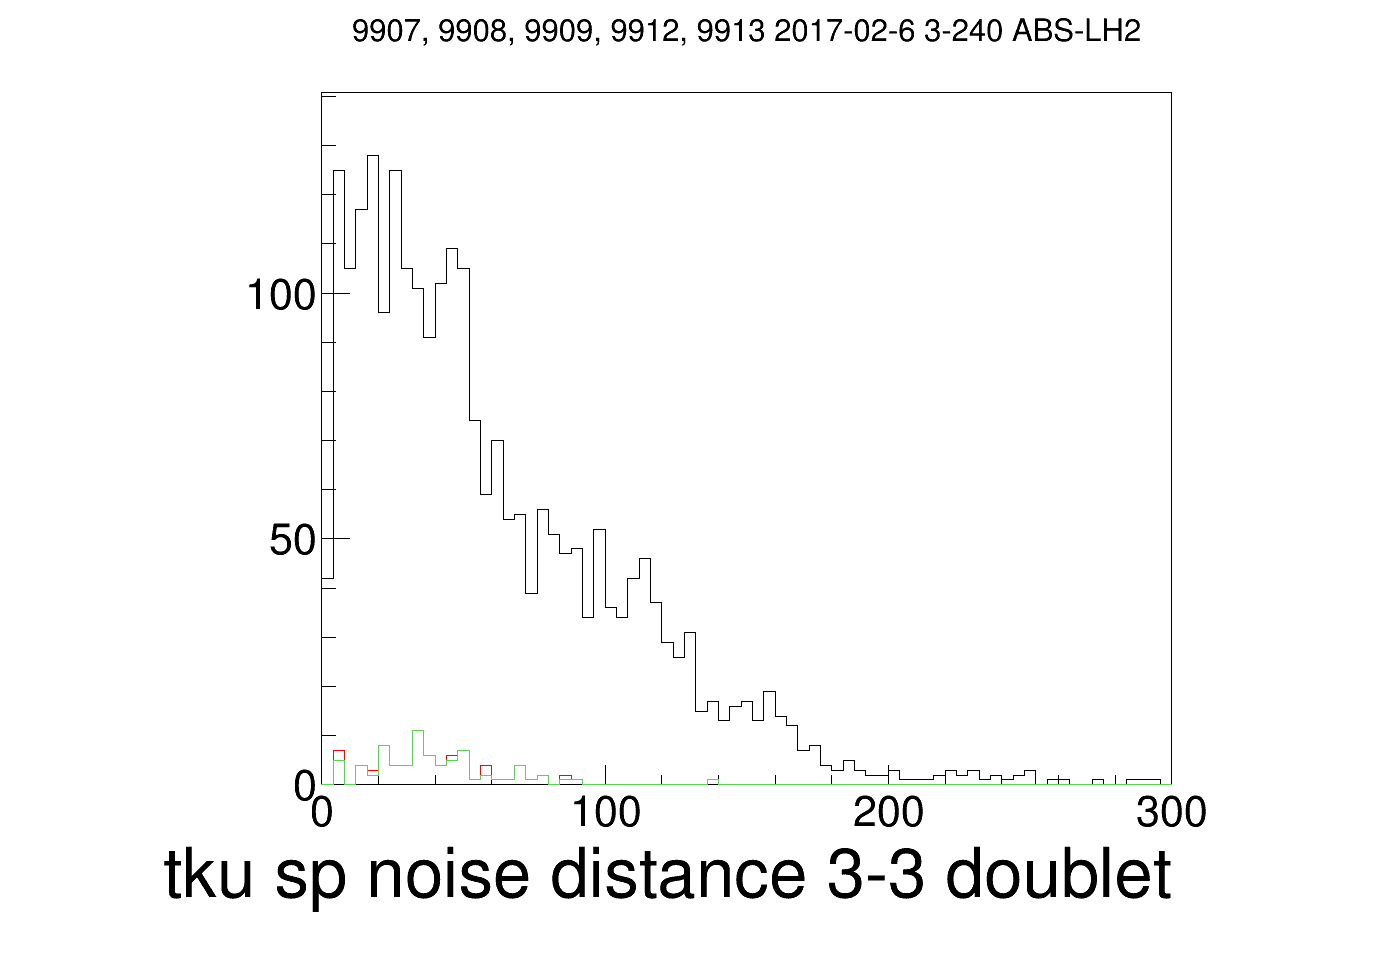 9907, 9908, 9909, 9912, 9913 2017-02-6 3-240 ABS-LH2
100
50
0
0 100 200 300
tku sp noise distance 3-3 doublet